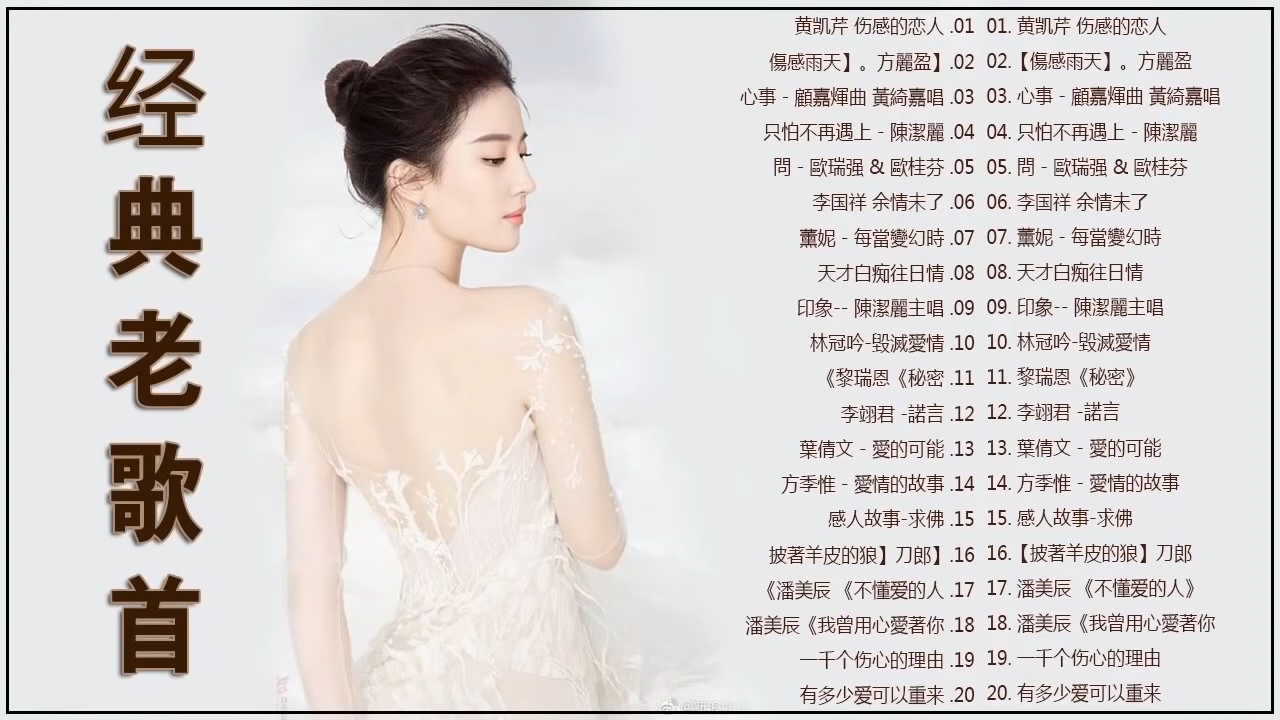 经典老歌首
黄凯芹 伤感的恋人 .01
傷感雨天】。方麗盈】.02
心事 - 顧嘉煇曲 黃綺嘉唱 .03
只怕不再遇上 - 陳潔麗 .04
問 - 歐瑞强 & 歐桂芬 .05
李国祥 余情未了 .06
薰妮 - 每當變幻時 .07
天才白痴往日情 .08
印象-- 陳潔麗主唱 .09
林冠吟-毀滅愛情 .10
《黎瑞恩《秘密 .11
李翊君 -諾言 .12
葉倩文 - 愛的可能 .13
方季惟 - 愛情的故事 .14
感人故事-求佛 .15
披著羊皮的狼】刀郎】.16
《潘美辰 《不懂爱的人 .17
潘美辰《我曾用心愛著你 .18
一千个伤心的理由 .19
有多少爱可以重来 .20
01. 黄凯芹 伤感的恋人
02.【傷感雨天】。方麗盈
03. 心事 - 顧嘉煇曲 黃綺嘉唱
04. 只怕不再遇上 - 陳潔麗
05. 問 - 歐瑞强 & 歐桂芬
06. 李国祥 余情未了
07. 薰妮 - 每當變幻時
08. 天才白痴往日情
09. 印象-- 陳潔麗主唱
10. 林冠吟-毀滅愛情
11. 黎瑞恩《秘密》
12. 李翊君 -諾言
13. 葉倩文 - 愛的可能
14. 方季惟 - 愛情的故事
15. 感人故事-求佛
16.【披著羊皮的狼】刀郎
17. 潘美辰 《不懂爱的人》
18. 潘美辰《我曾用心愛著你
19. 一千个伤心的理由
20. 有多少爱可以重来